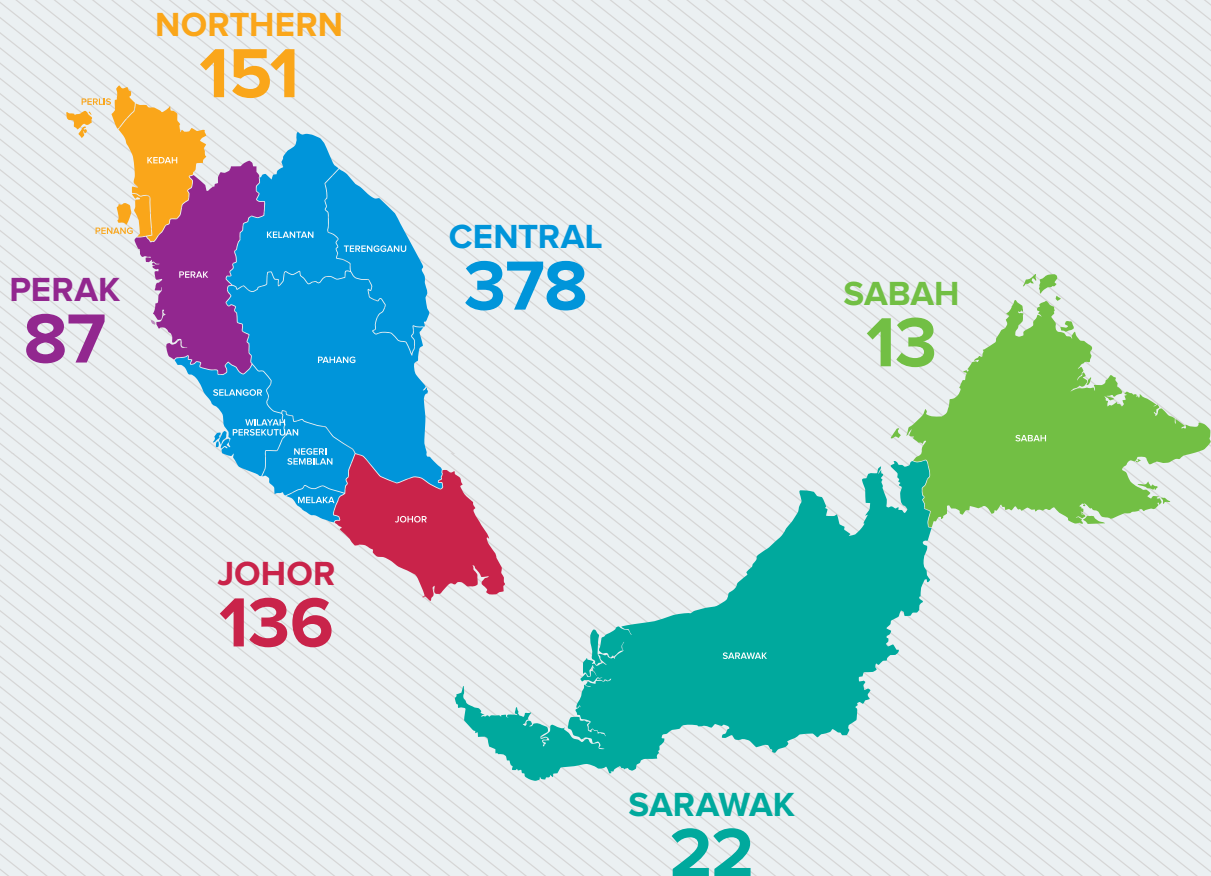 NORTHERN
151
PERLIS
KEDAH
PENANG
KELANTAN
TERENGGANU
CENTRAL
378
PERAK
PERAK
87
PAHANG
SABAH
13
SELANGOR
WILAYAH
PERSEKUTUAN
NEGERI
SEMBILAN
MELAKA
JOHOR
SABAH
JOHOR
136
SARAWAK
SARAWAK
22